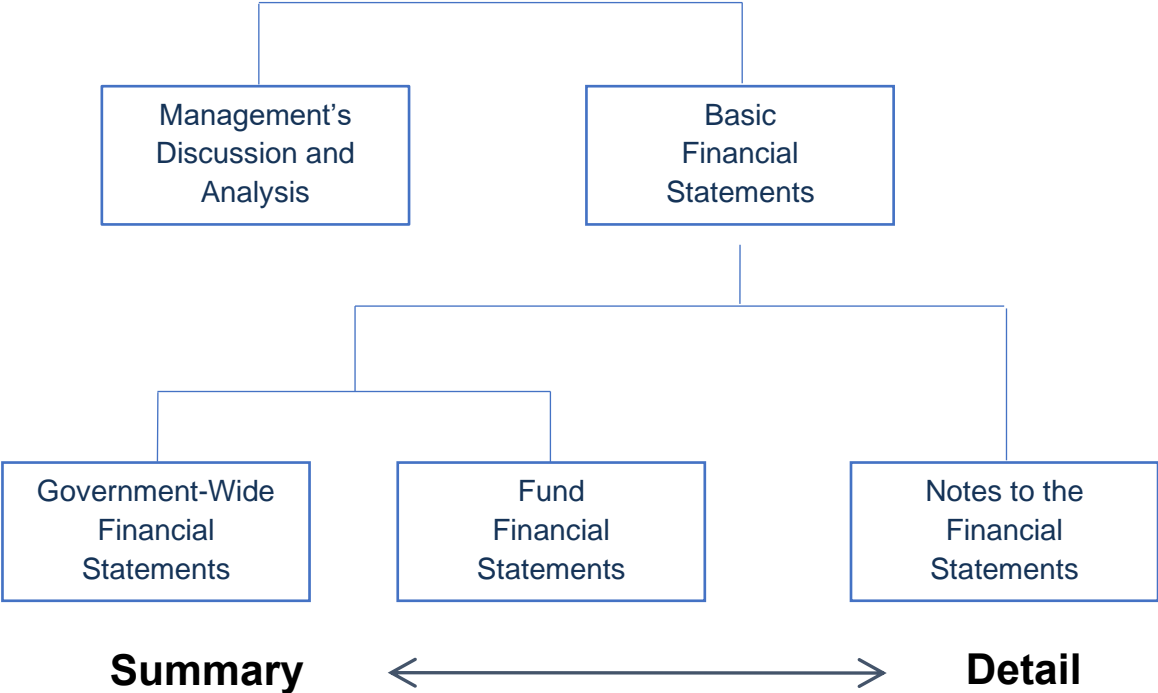 Management’s
Discussion and
Analysis
Basic
Financial
Statements
Government-Wide
Financial
Statements
Fund
Financial
Statements
Notes to the
Financial
Statements
Summary
Detail